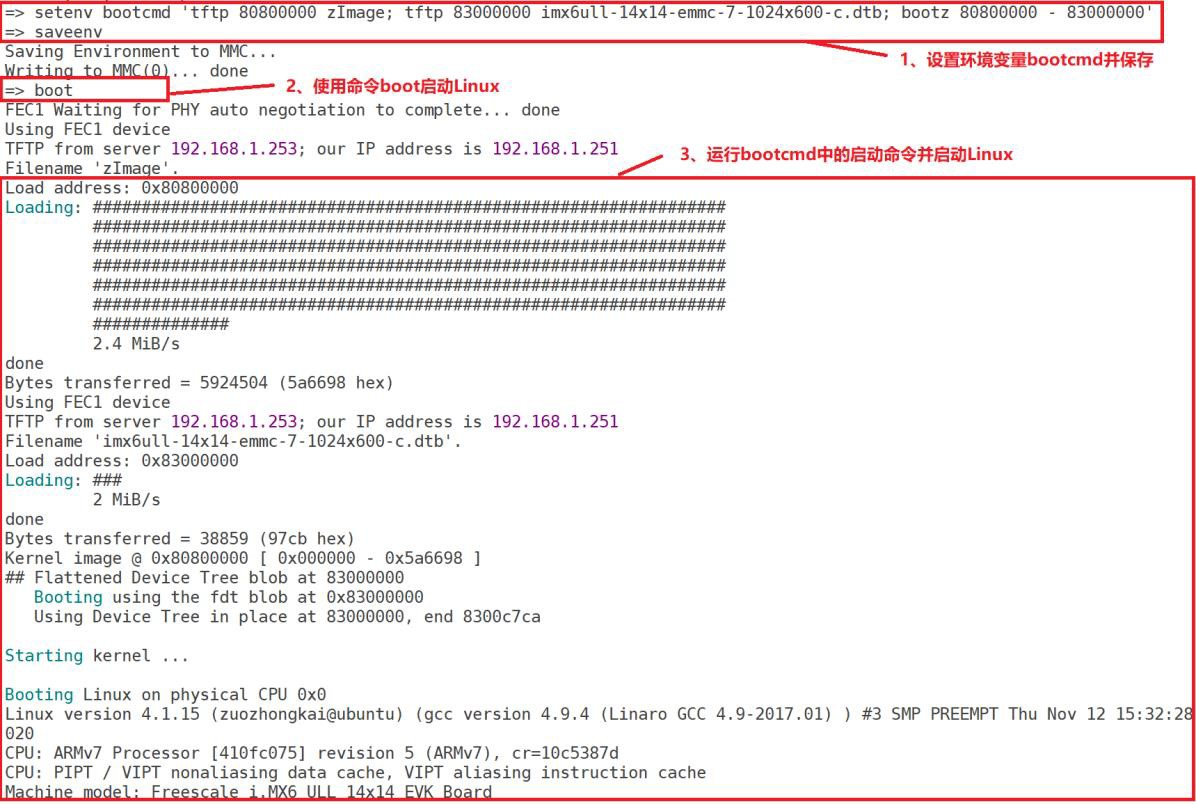 => setenv bootcmd 'tftp 80800000 zImage; tftp 83000000 imx6ull-14x14-emmc-7-1024x600-c.dtb; bootz 80800000 - 83000000'
=> saveenv
Saving Environment to MMC...
1、设置环境变量bootcmd并保存
Writing to MMC(0)... done
=> boot
2、使用命令boot启动Linux
FEC1 Waiting for PHY auto negotiation to complete... done
Using FEC1 device
TFTP from server 192.168.1.253; our IP address is 192.168.1.251
3、运行bootcmd中的启动命令并启动Linux
Filename 'zImage'.
Load address: 0x80800000
Loading: #################################################################
#################################################################
#################################################################
#################################################################
#################################################################
#################################################################
##############
2.4 MiB/s
done
Bytes transferred = 5924504 (5a6698 hex)
Using FEC1 device
TFTP from server 192.168.1.253; our IP address is 192.168.1.251
Filename 'imx6ull-14x14-emmc-7-1024x600-c.dtb'.
Load address: 0x83000000
Loading: ###
2 MiB/s
done
Bytes transferred = 38859 (97cb hex)
Kernel image @ 0x80800000 [ 0x000000 - 0x5a6698 ]
## Flattened Device Tree blob at 83000000
Booting using the fdt blob at 0x83000000
Using Device Tree in place at 83000000, end 8300c7ca
Starting kernel ...
Booting Linux on physical CPU 0x0
Linux version 4.1.15 (zuozhongkai@ubuntu) (gcc version 4.9.4 (Linaro GCC 4.9-2017.01) ) #3 SMP PREEMPT Thu Nov 12 15:32:28
020
CPU: ARMv7 Processor [410fc075] revision 5 (ARMv7), cr=10c5387d
CPU: PIPT / VIPT nonaliasing data cache, VIPT aliasing instruction cache
Machine model: Freescale i.MX6 ULL 14x14 EVK Board